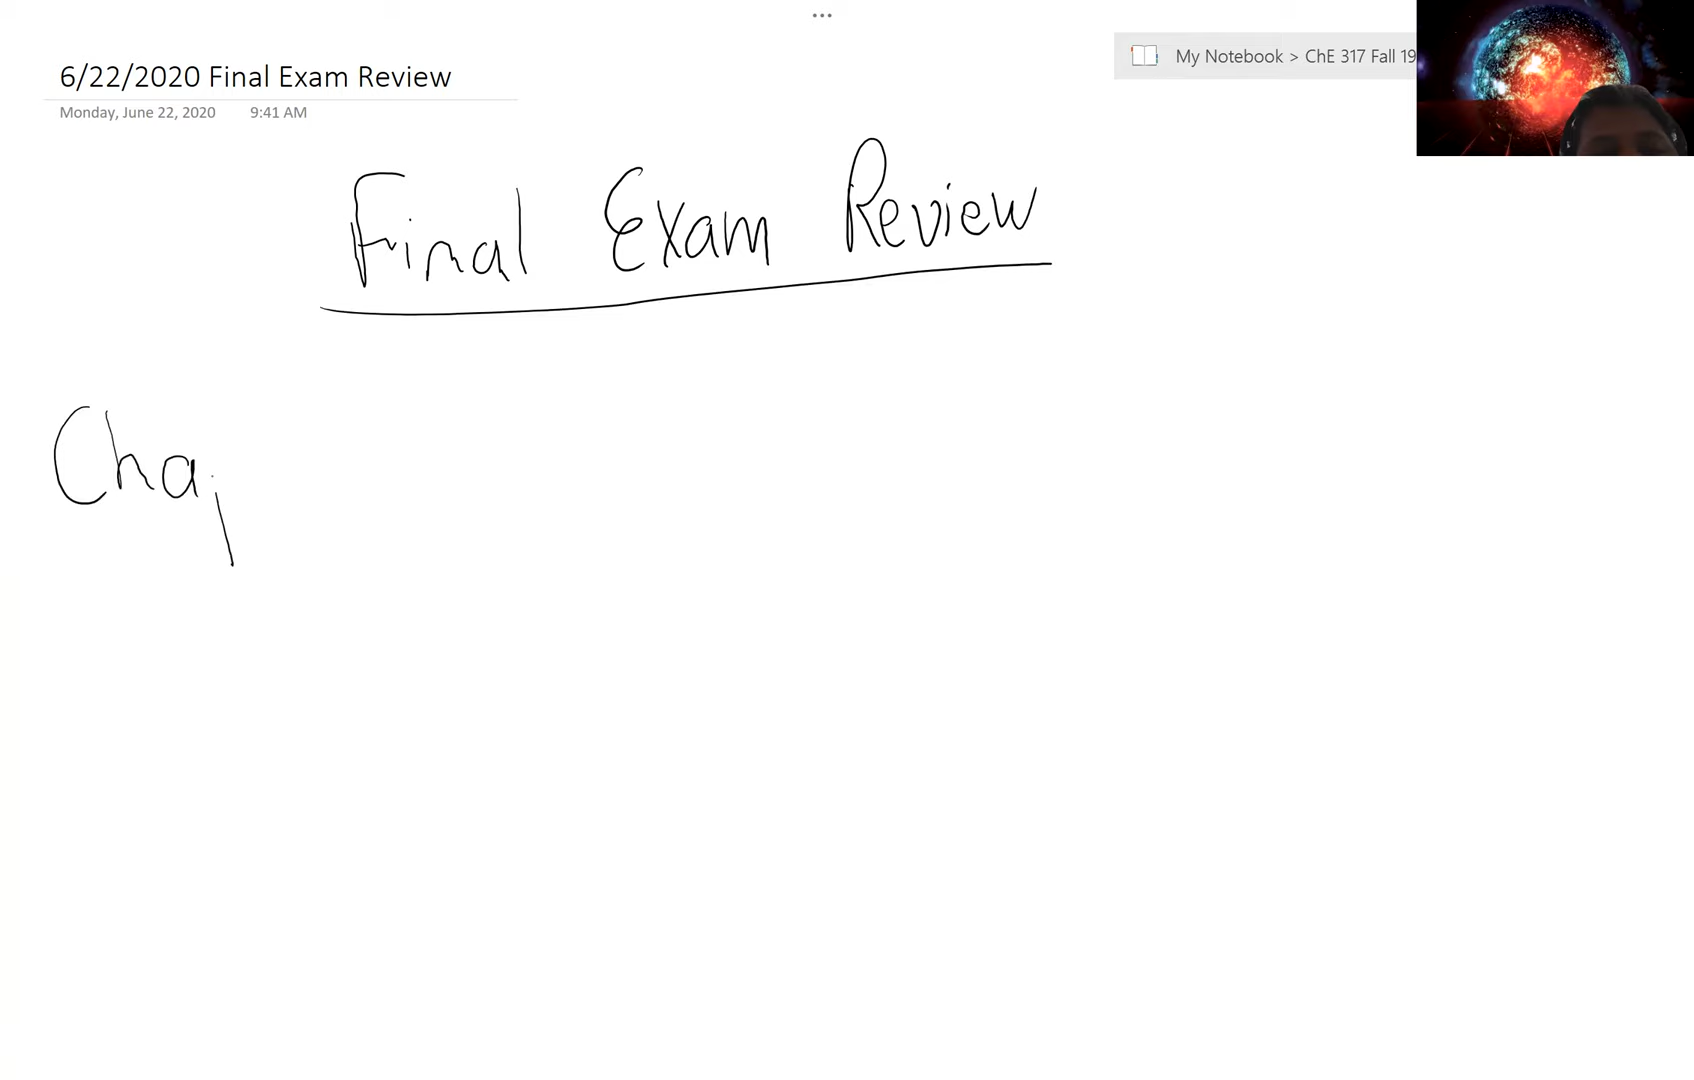 My Notebook > ChE 317 Fall 19
6/22/2020 Final Exam Review
Monday, June 22, 2020 9:41 AM
Final Exam Review
Cha